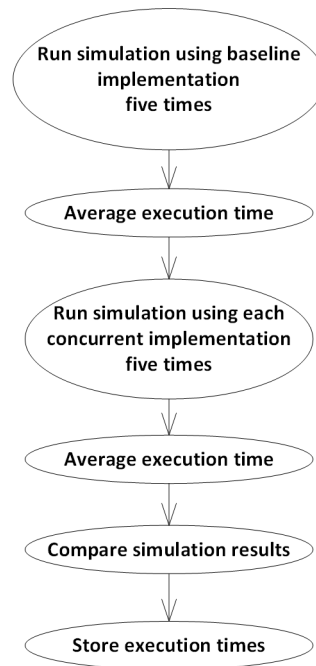 Run simulation using baseline
implementation
five times
Average execution time
Run simulation using each
concurrent implementation
five times
Average execution time
Compare simulation results
Store execution times